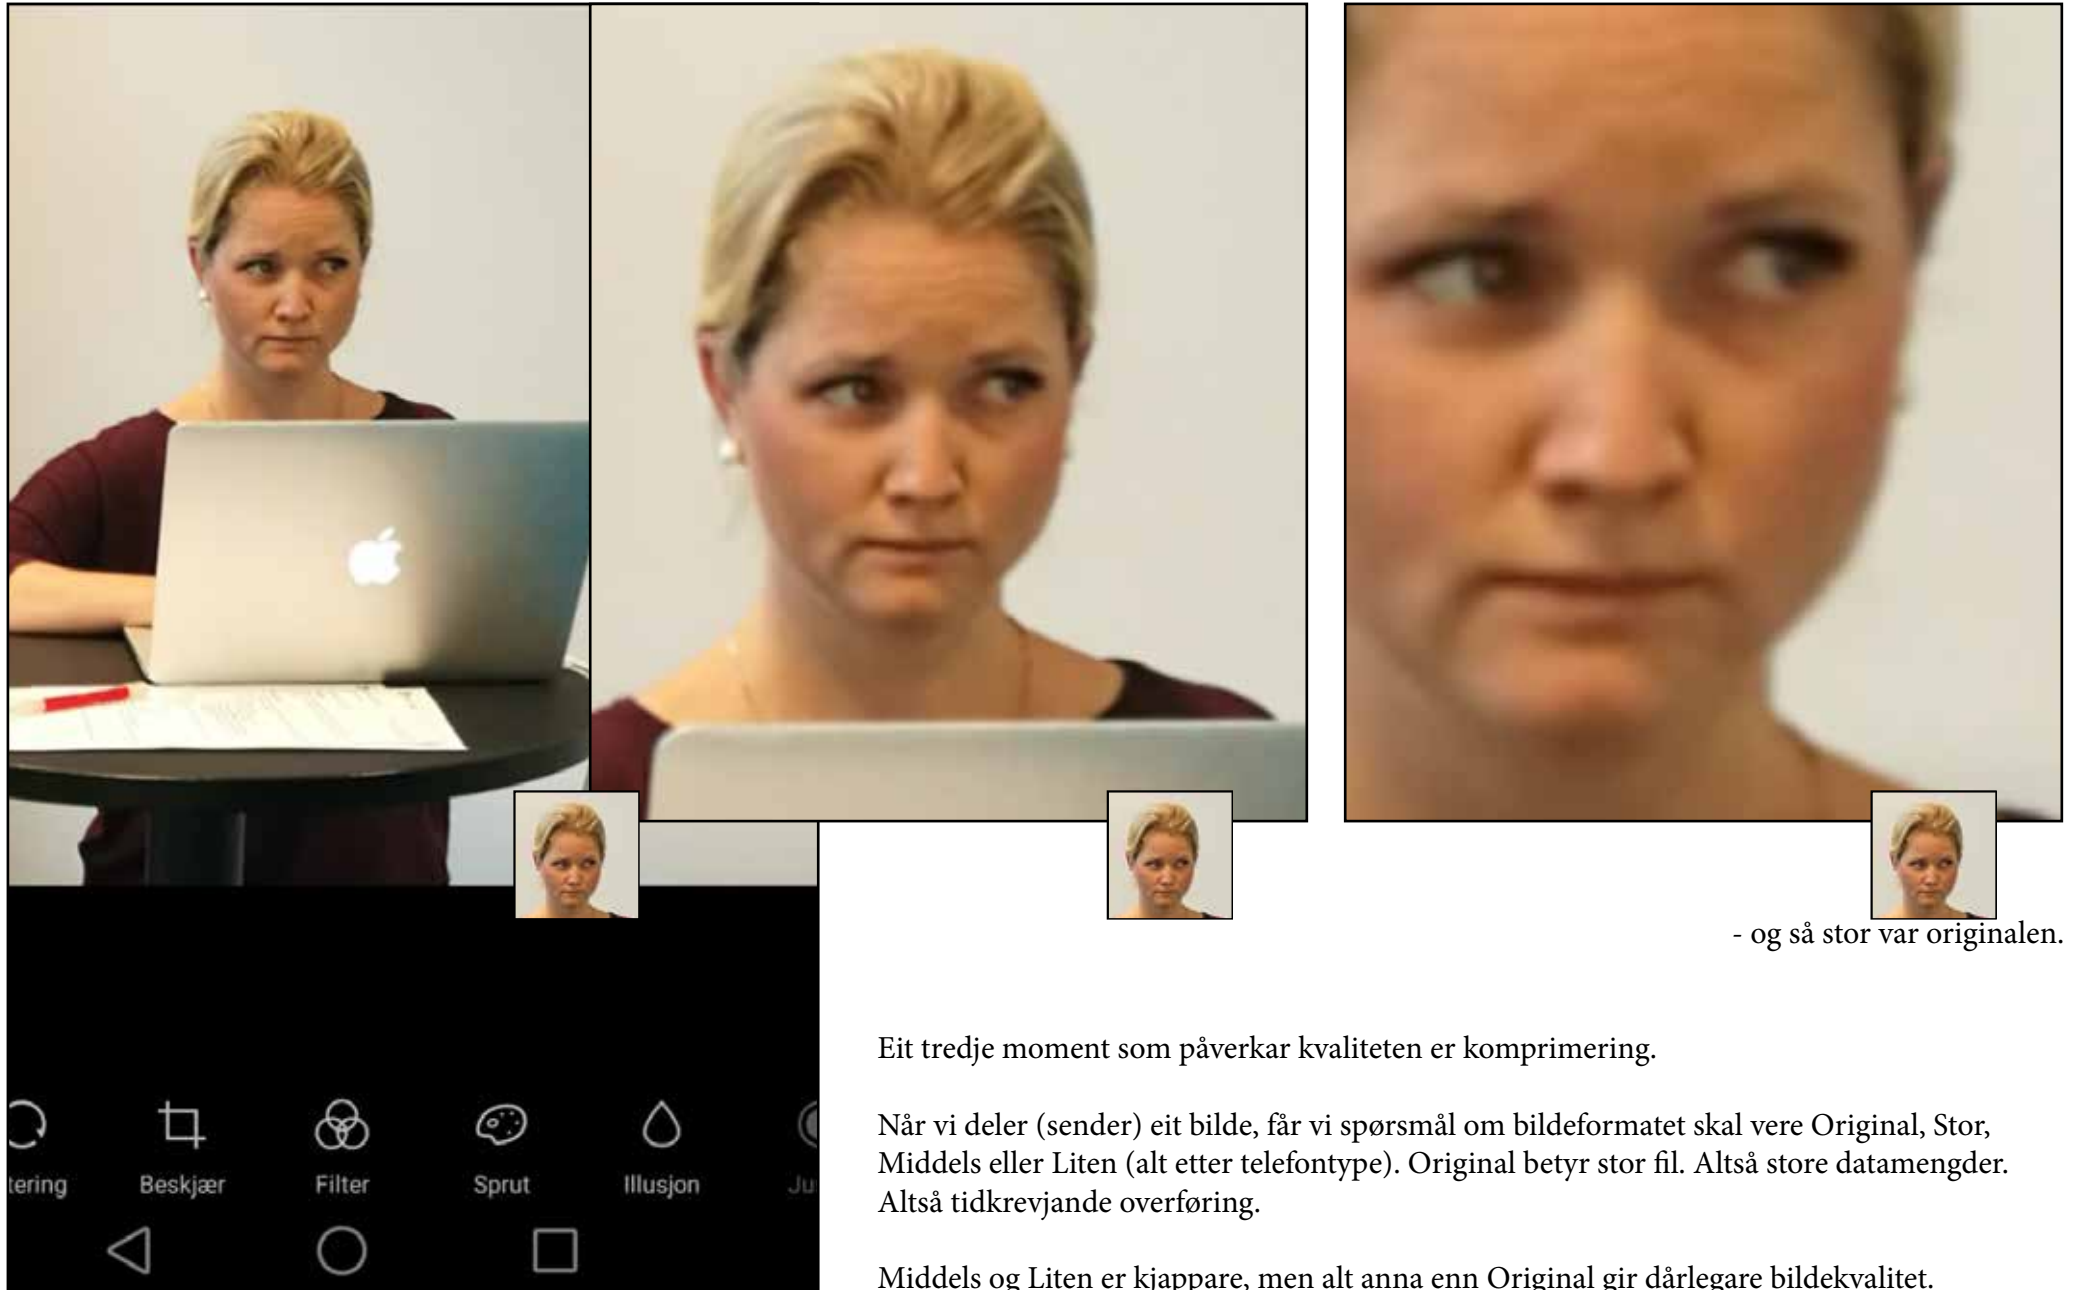 - og så stor var originalen.
Eit tredje moment som påverkar kvaliteten er komprimering.
Når vi deler (sender) eit bilde, får vi spørsmål om bildeformatet skal vere Original, Stor,
Middels eller Liten (alt etter telefontype). Original betyr stor fil. Altså store datamengder.
Altså tidkrevjande overføring.
Middels og Liten er kjappare, men alt anna enn Original gir dårlegare bildekvalitet.
tering Beskjær Filter Sprut Illusjon Ju